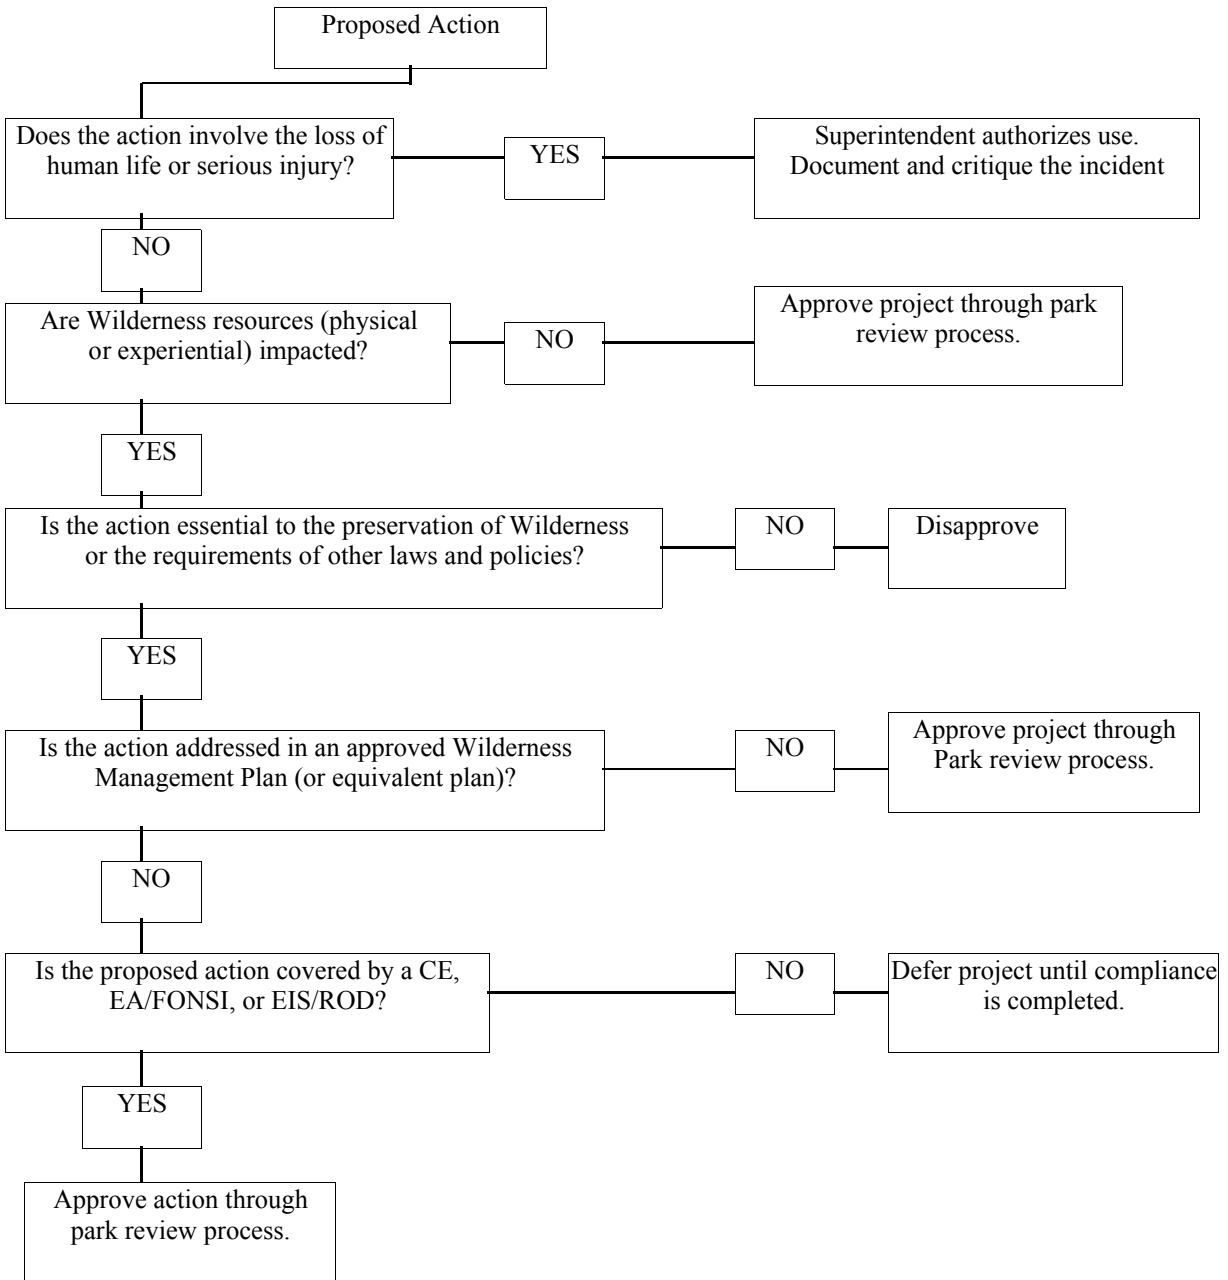 Proposed Action
Does the action involve the loss of
human life or serious injury?
YES
Superintendent authorizes use.
Document and critique the incident
NO
Are Wilderness resources (physical
or experiential) impacted?
NO
Approve project through park
review process.
YES
Is the action essential to the preservation of Wilderness
or the requirements of other laws and policies?
NO
Disapprove
YES
Is the action addressed in an approved Wilderness
Management Plan (or equivalent plan)?
NO
Approve project through
Park review process.
NO
Is the proposed action covered by a CE,
EA/FONSI, or EIS/ROD?
NO
Defer project until compliance
is completed.
YES
Approve action through
park review process.